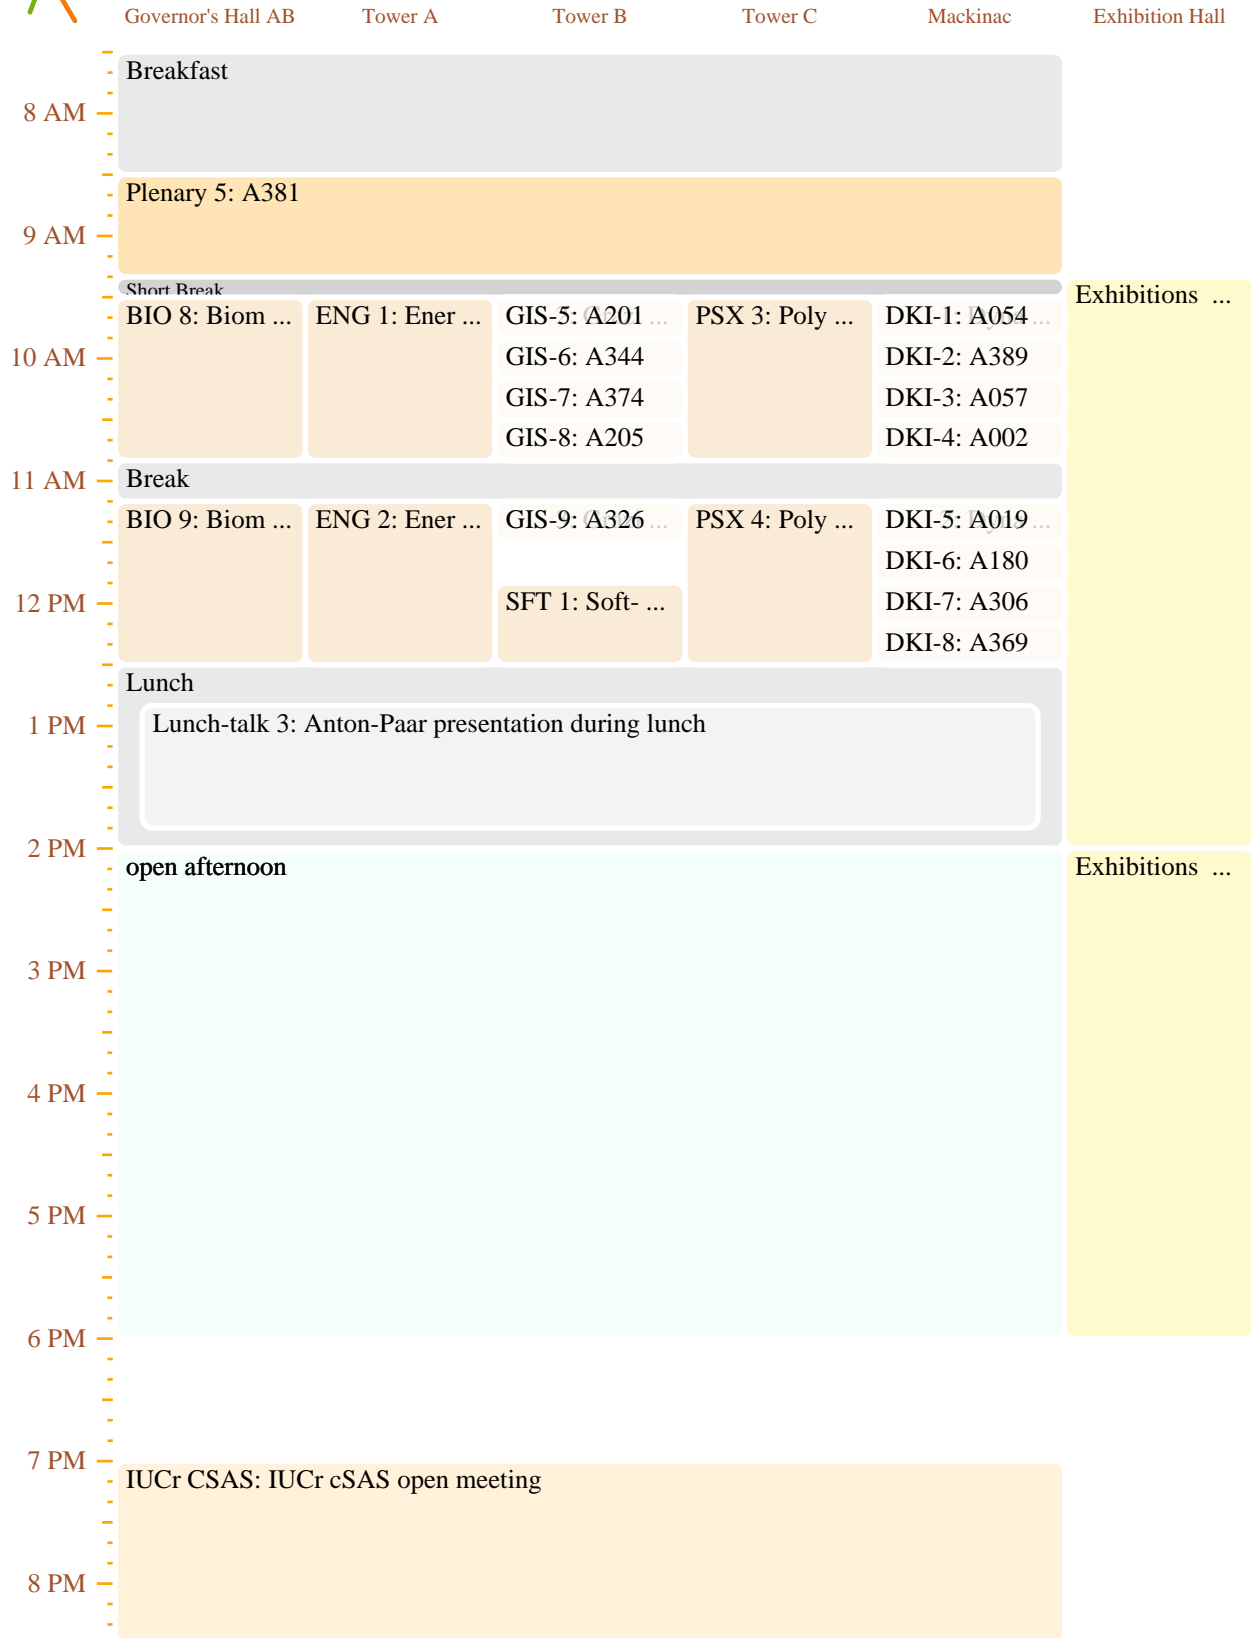 Governor's Hall AB Tower A Tower B Tower C Mackinac Exhibition Hall
Breakfast
8 AM
Plenary 5: A381
9 AM
Short Break
Exhibitions ...
BIO 8: Biom ... ENG 1: Ener ... GIS-5: A201 ... PSX 3: Poly ... DKI-1: A054 ...
10 AM GIS-6: A344 DKI-2: A389
GIS-7: A374 DKI-3: A057
GIS-8: A205 DKI-4: A002
11 AM Break
BIO 9: Biom ... ENG 2: Ener ... GIS-9: A326 ... PSX 4: Poly ... DKI-5: A019 ...
DKI-6: A180
12 PM SFT 1: Soft- ... DKI-7: A306
DKI-8: A369
Lunch
1 PM Lunch-talk 3: Anton-Paar presentation during lunch
2 PM
open afternoon Exhibitions ...
3 PM
4 PM
5 PM
6 PM
7 PM
IUCr CSAS: IUCr cSAS open meeting
8 PM